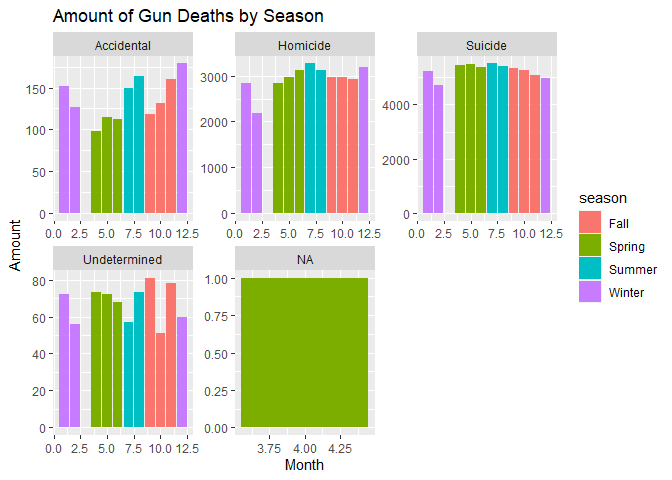 Amount of Gun Deaths by Season
Accidental
Homicide
Suicide
150
100
50
0
3000
2000
1000
0
4000
2000
0
0.0 2.5 5.0 7.5 10.0 12.5
0.0 2.5 5.0 7.5 10.0 12.5
0.0 2.5 5.0 7.5 10.0 12.5
Amount
Undetermined
NA
80
60
40
20
0
1.00
0.75
0.50
0.25
0.00
0.0 2.5 5.0 7.5 10.0 12.5
3.75 4.00 4.25
Month
season
Fall
Spring
Summer
Winter